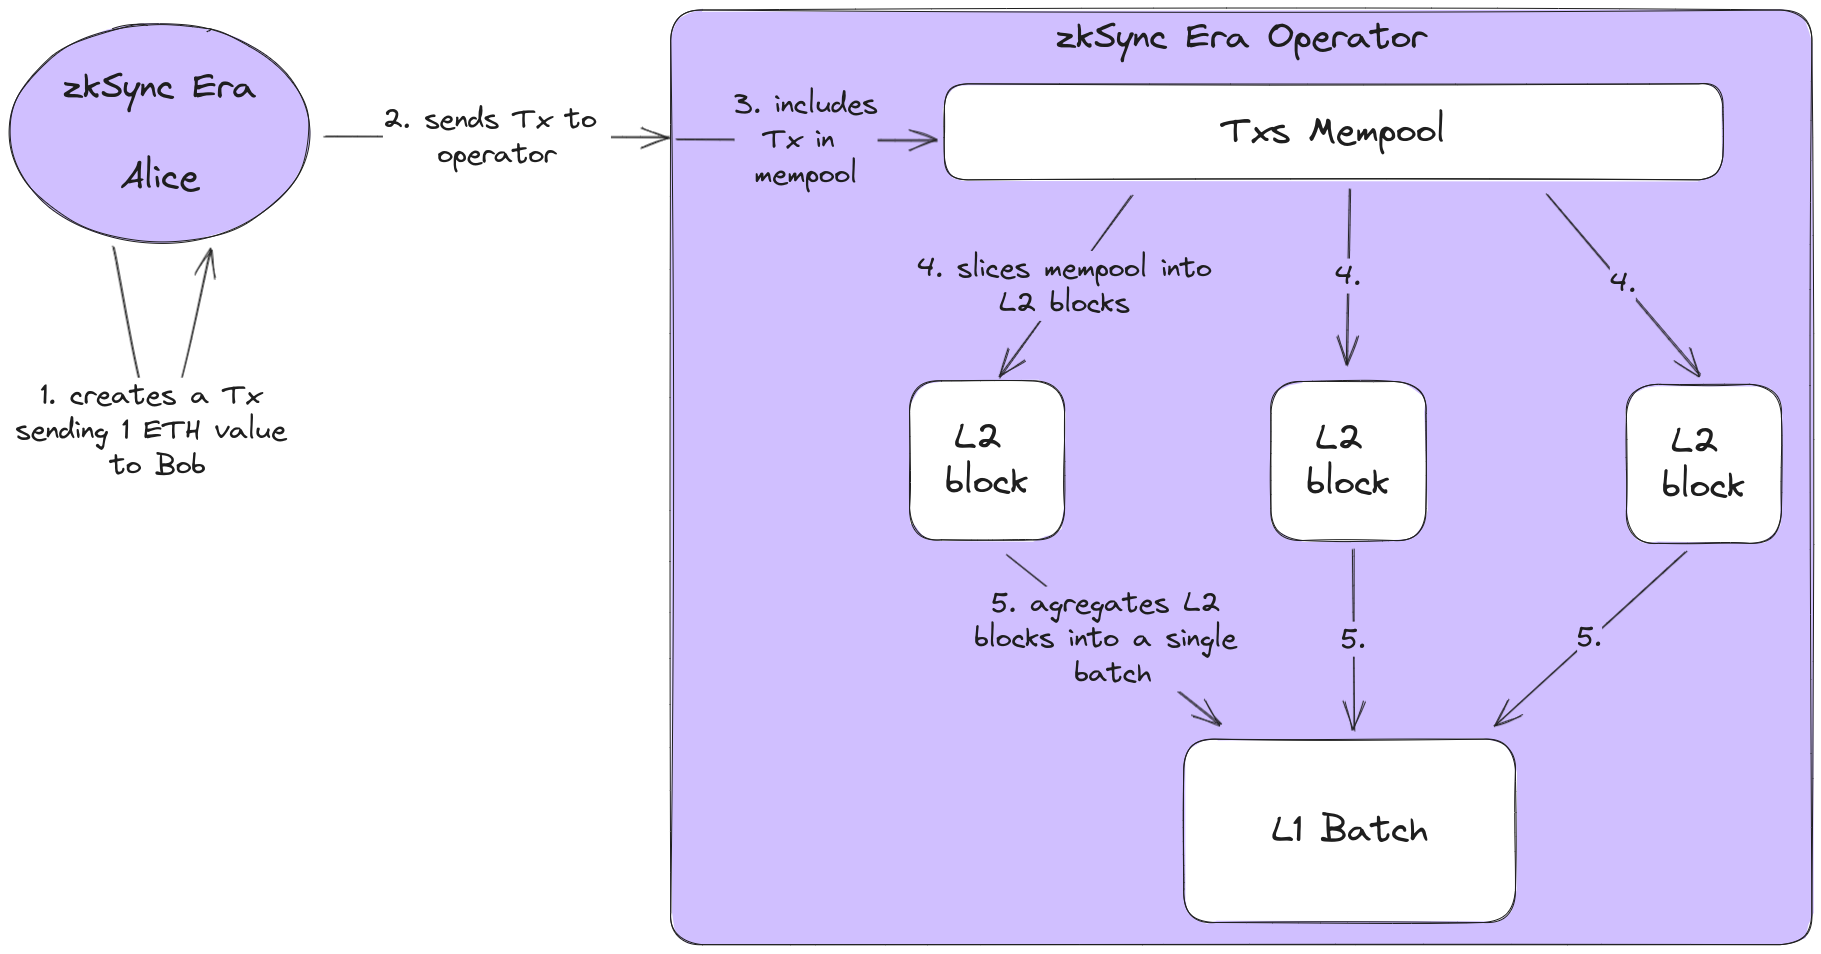 zkSync Era
Alice
1. creates a Tx
sending 1 ETH value
to Bob
2. sends Tx to
operator
zkSync Era Operator
3. includes
Tx in
mempool
Txs Mempool
4. slices mempool into
L2 blocks
4.
4.
L2
block
L2
block
L2
block
5. agregates L2
blocks into a single
batch
5.
5.
L1 Batch